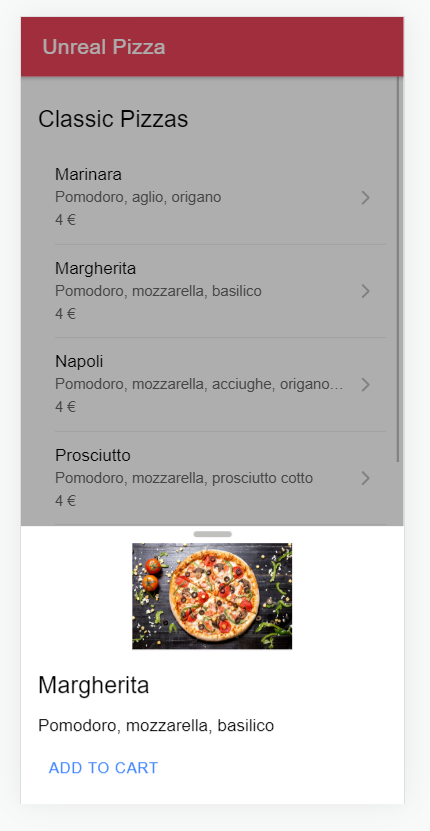 Unreal Pizza
Classic Pizzas
Marinara
Pomodoro, aglio, origano
4 €
Margherita
Pomodoro, mozzarella, basilico
4 €
Napoli
Pomodoro, mozzarella, acciughe, origano...
4 €
Prosciutto
Pomodoro, mozzarella, prosciutto cotto
4 €
Margherita
Pomodoro, mozzarella, basilico
ADD TO CART